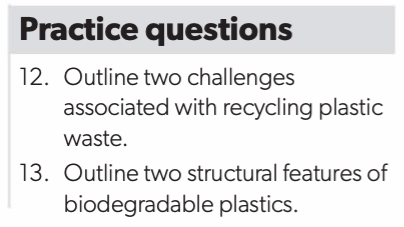 Practice questions
12. Outline two challenges
associated with recycling plastic
waste.
13. Outline two structural features of
biodegradable plastics.